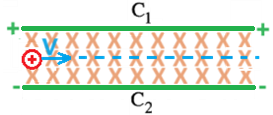 C₁
+ +
X X X X X X X X X X X
V
+ X X X X X X X X X X
X X X X X X X X X X X
- -
C₂